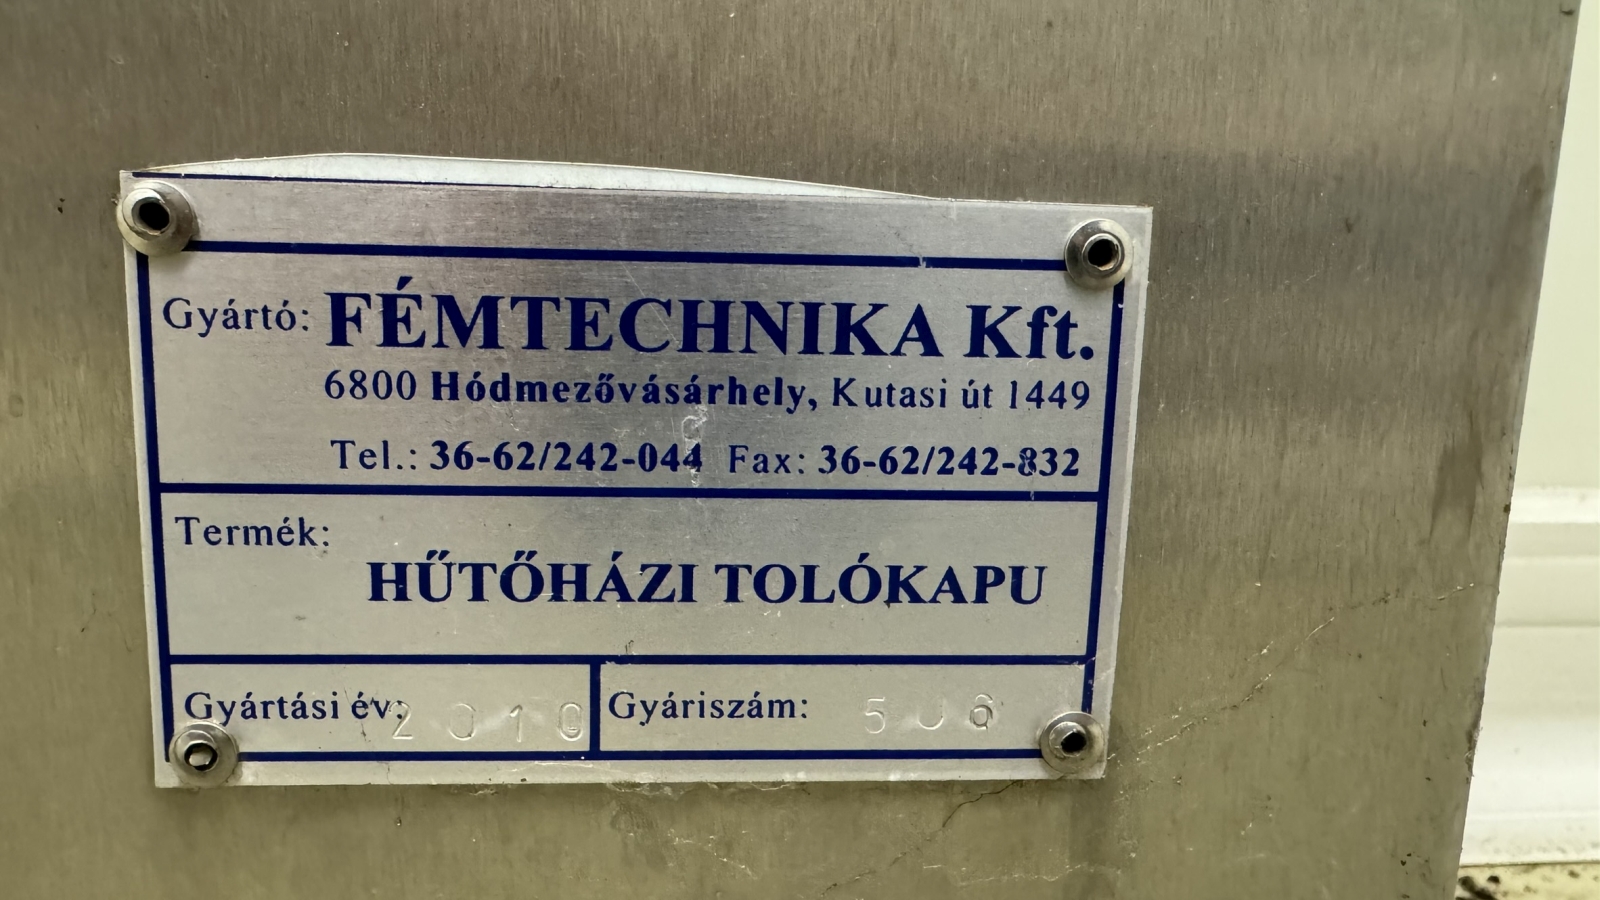 Gyártó: FÉMTECHNIKA Kft.
6800 Hódmezővásárhely, Kutasi út 1449
Tel.: 36-62/242-044 Fax: 36-62/242-832
Termék:
HŰTŐHÁZI TOLÓKAPU
Gyártási év: 2010 Gyáriszám: 506